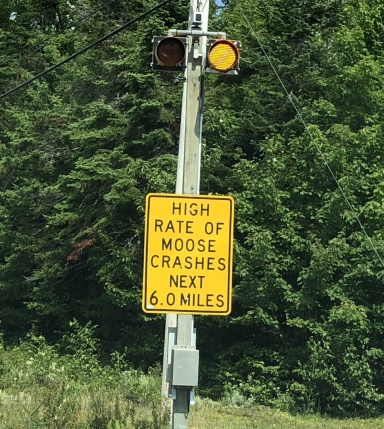 HIGH
RATE OF
MOOSE
CRASHES
NEXT
6.0 MILES